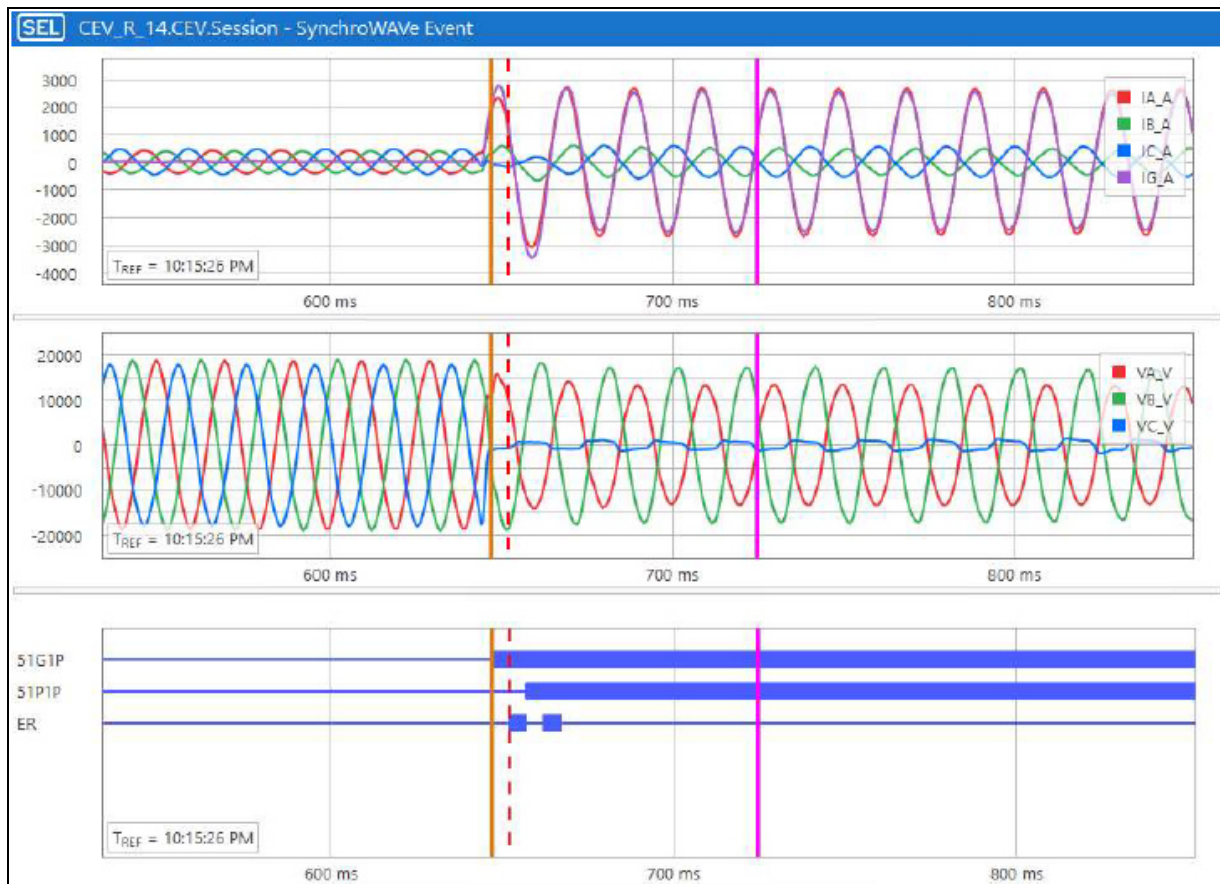 SEL CEV_R_14.CEV.Session - SynchroWAVe Event
3000
2000
1000
0
-1000
-2000
-3000
-4000
IA_A
IB_A
IC_A
IG_A
TREF = 10:15:26 PM
600 ms 700 ms 800 ms
20000
10000
0
-10000
-20000
VA_V
VB_V
VC_V
TREF = 10:15:26 PM
600 ms 700 ms 800 ms
51G1P
51P1P
ER
TREF = 10:15:26 PM
600 ms 700 ms 800 ms